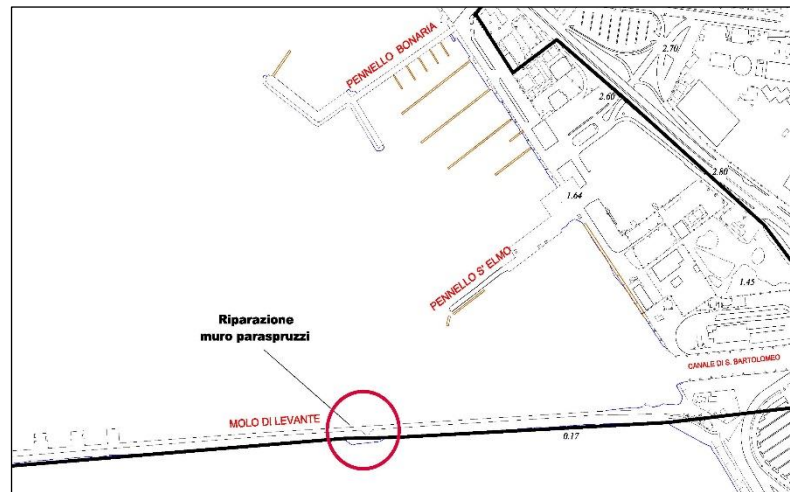 PENNELLO BONARIA
2.70
2.60
2.80
1.64
PENNELLO S' ELMO
1.45
Riparazione
muro paraspruzzi
CANALE DI S. BARTOLOMEO
MOLO DI LEVANTE
0.17